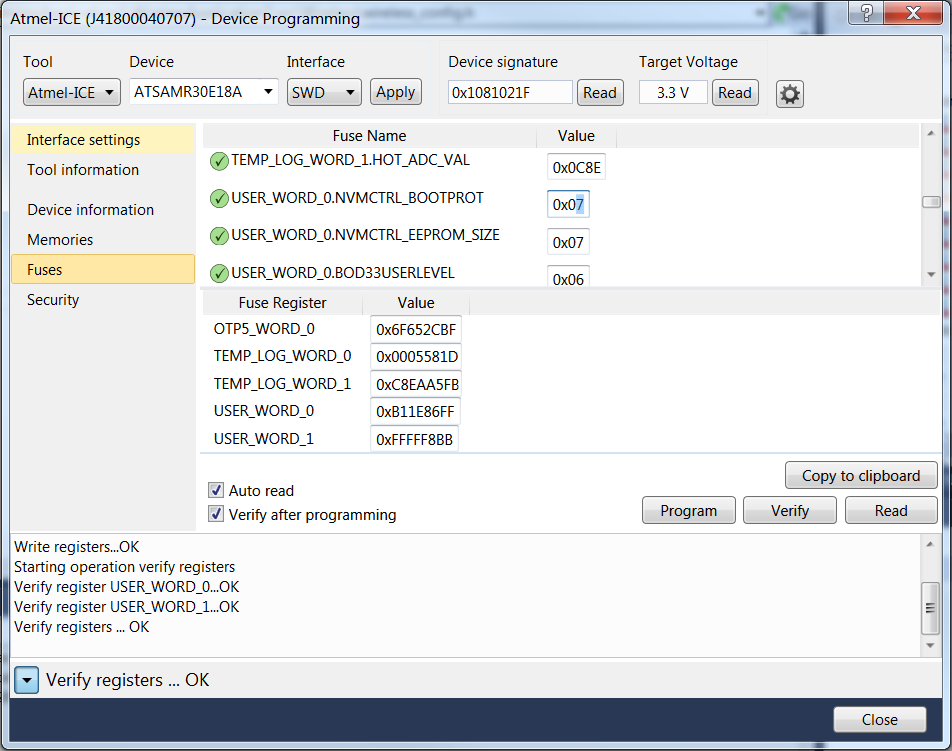 Atmel-ICE (J41800040707) - Device Programming
Tool Device Interface Device signature Target Voltage
Atmel-ICE ATSAMR30E18A SWD Apply 0x1081021F Read 3.3 V Read
Interface settings
Tool information
Device information
Memories
Fuses
Security
Fuse Name Value
TEMP_LOG_WORD_1.HOT_ADC_VAL 0x0C8E
USER_WORD_0.NVMCTRL_BOOTPROT 0x07
USER_WORD_0.NVMCTRL_EEPROM_SIZE 0x07
USER_WORD_0.BOD33USERLEVEL 0x06
Fuse Register Value
OTP5_WORD_0 0x6F652CBF
TEMP_LOG_WORD_0 0x0005581D
TEMP_LOG_WORD_1 0xC8EAA5FB
USER_WORD_0 0xB11E86FF
USER_WORD_1 0xFFFFF8BB
Copy to clipboard
Auto read
Verify after programming
Program Verify Read
Write registers...OK
Starting operation verify registers
Verify register USER_WORD_0...OK
Verify register USER_WORD_1...OK
Verify registers ... OK
Verify registers ... OK
Close